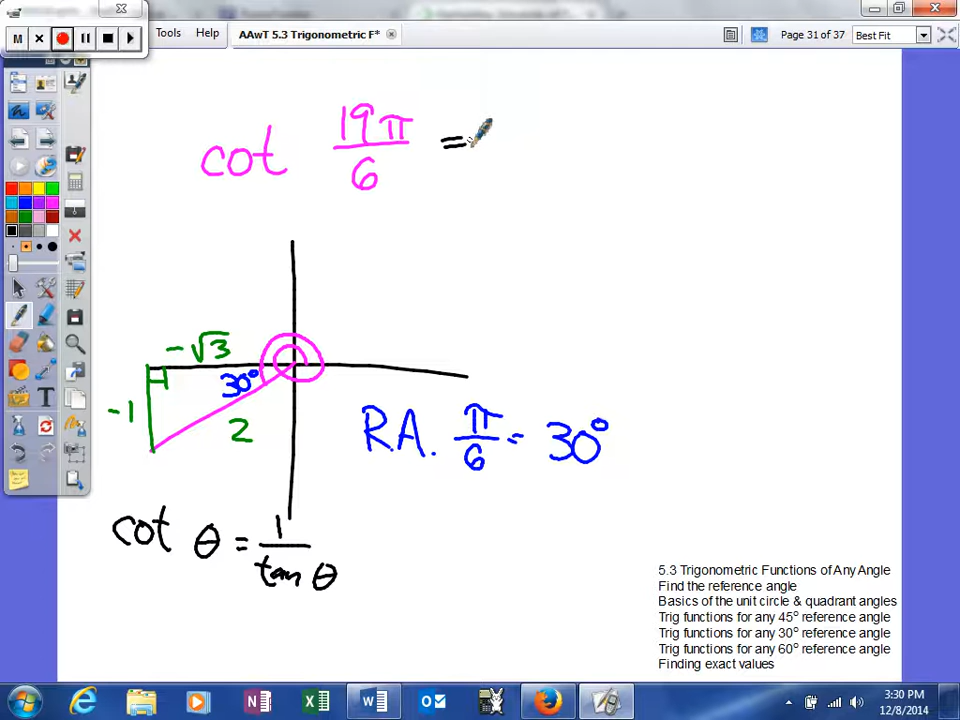 M
Tools Help AAwT 5.3 Trigonometric F* Page 31 of 37 Best Fit
cot 19π/6 =
-√3
30°
-1
2
R.A. π/6 = 30°
cot θ = 1/tan θ
5.3 Trigonometric Functions of Any Angle
Find the reference angle
Basics of the unit circle & quadrant angles
Trig functions for any 45° reference angle
Trig functions for any 30° reference angle
Trig functions for any 60° reference angle
Finding exact values
3:30 PM
12/8/2014